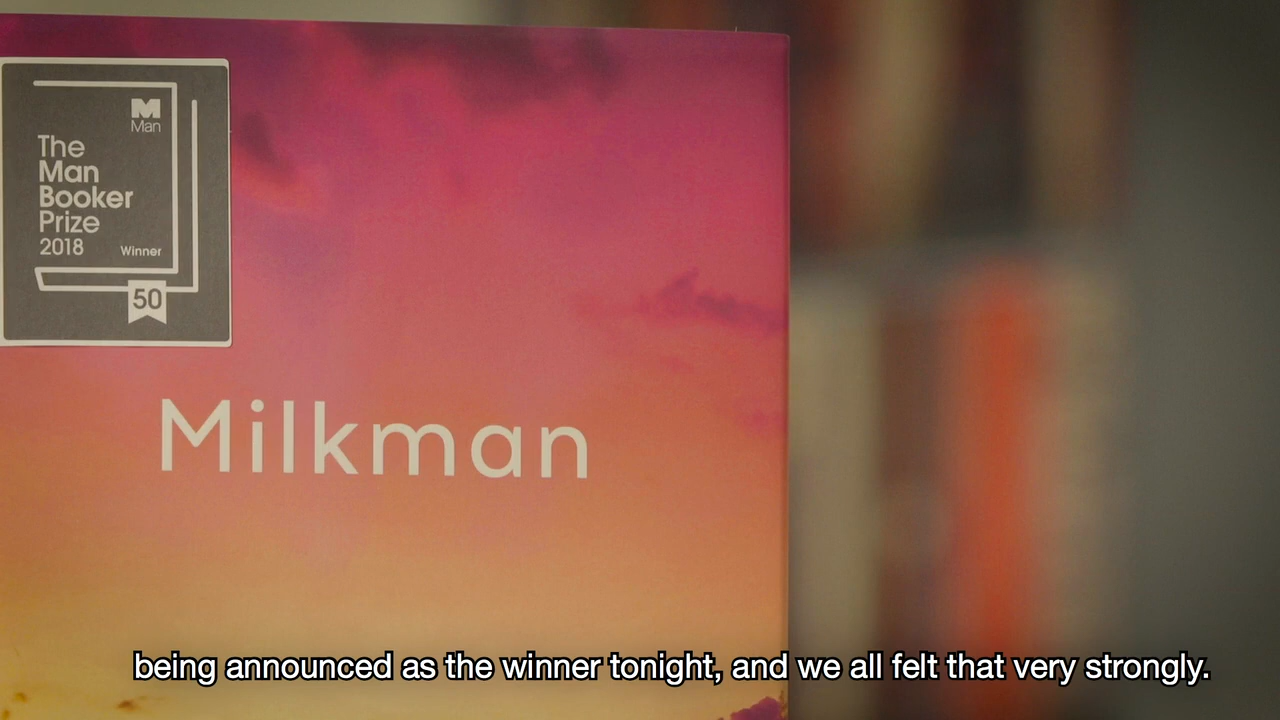 M
Man
The
Man
Booker
Prize
2018 Winner
50
Milkman
being announced as the winner tonight, and we all felt that very strongly.